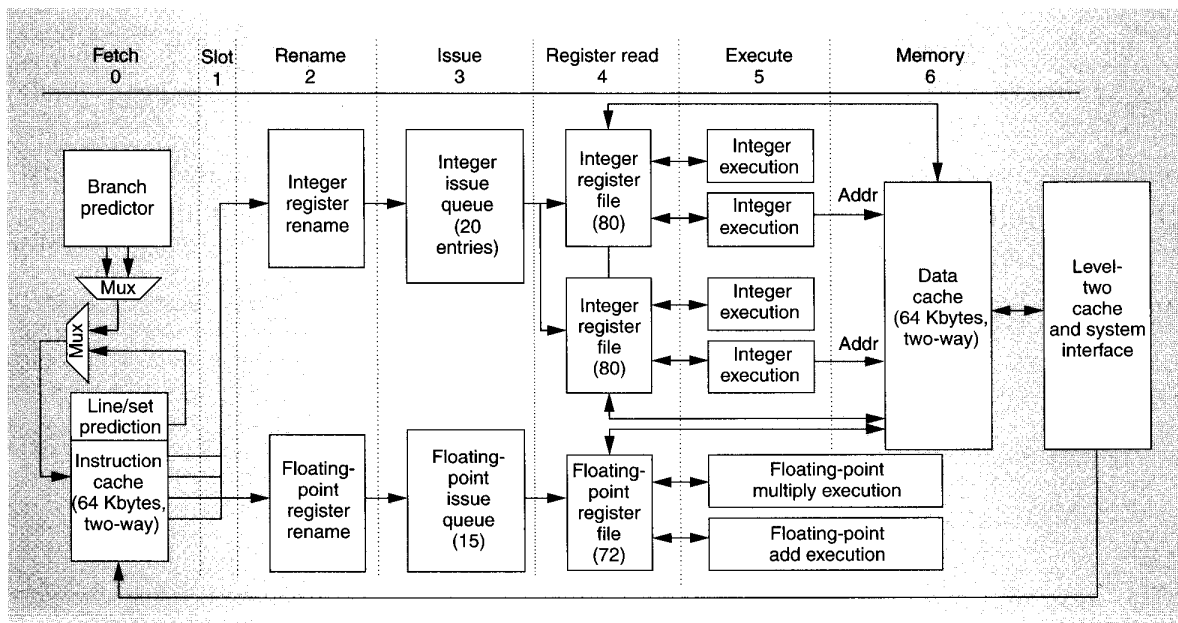 Fetch
0
Slot
1
Rename
2
Issue
3
Register read
4
Execute
5
Memory
6
Branch
predictor
Mux
Mux
Line/set
prediction
Instruction
cache
(64 Kbytes,
two-way)
Integer
register
rename
Integer
issue
queue
(20
entries)
Integer
register
file
(80)
Integer
execution
Integer
execution
Addr
Integer
register
file
(80)
Integer
execution
Integer
execution
Addr
Floating-
point
register
rename
Floating-
point
issue
queue
(15)
Floating-
point
register
file
(72)
Floating-point
multiply execution
Floating-point
add execution
Data
cache
(64 Kbytes,
two-way)
Level-
two
cache
and system
interface